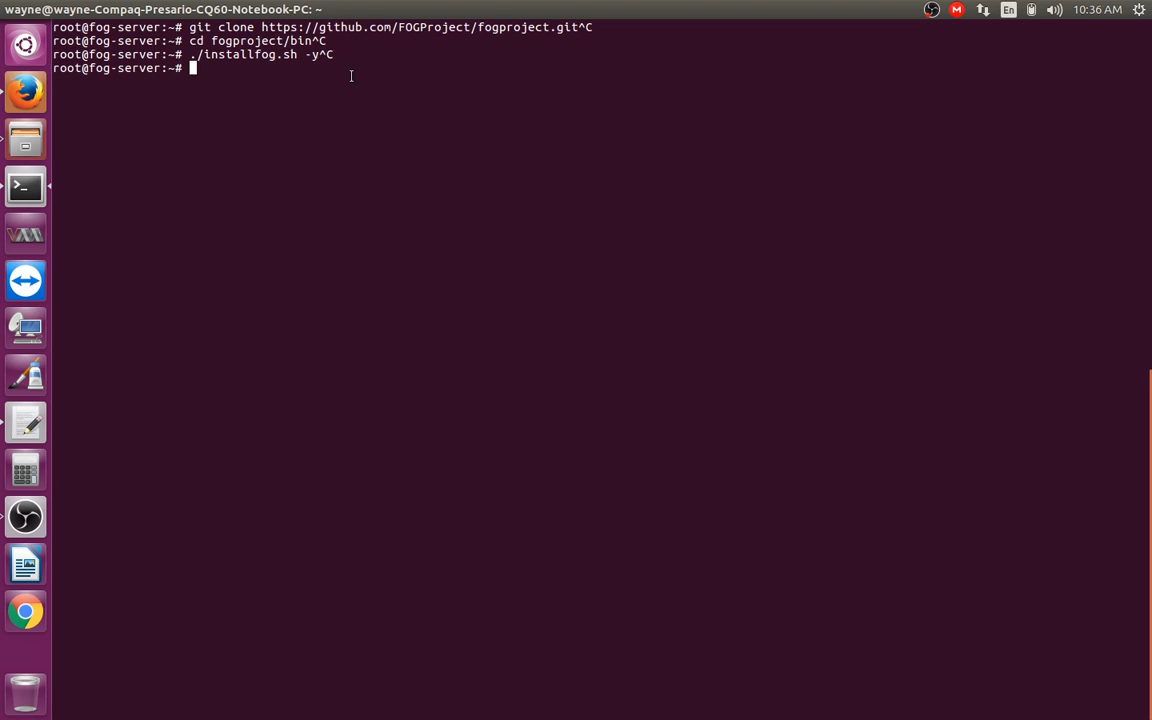 wayne@wayne-Compaq-Presario-CQ60-Notebook-PC: ~
M
En
10:36 AM
root@fog-server:~# git clone https://github.com/FOGProject/fogproject.git^C
root@fog-server:~# cd fogproject/bin^C
root@fog-server:~# ./installfog.sh -y^C
root@fog-server:~#
>_